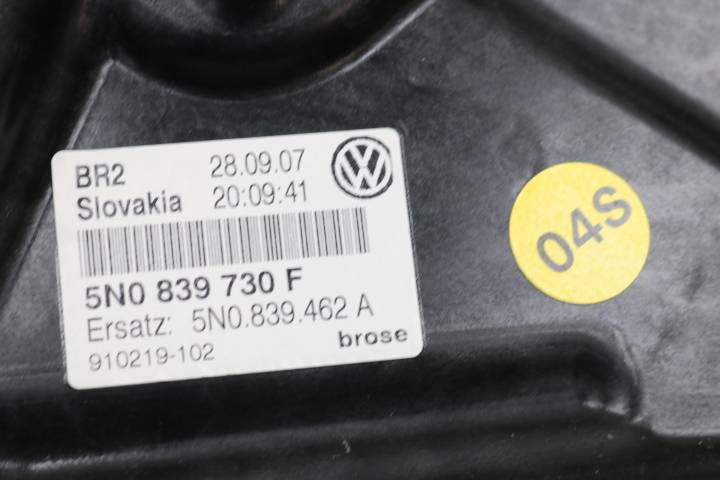 BR2 28.09.07
Slovakia 20:09:41
5N0 839 730 F
Ersatz: 5N0.839.462 A
910219-102 brose
04S